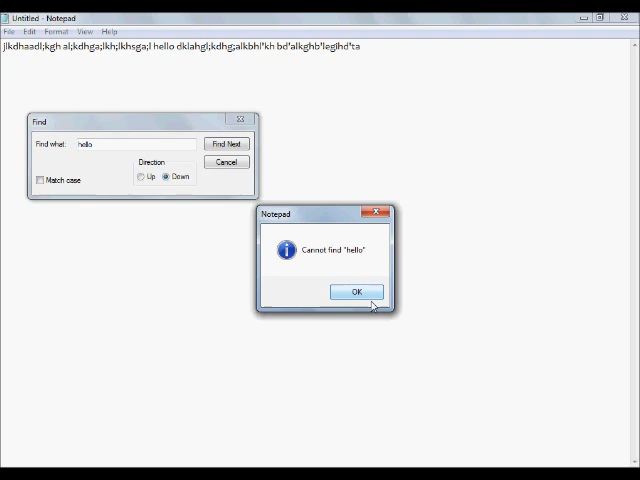 Untitled - Notepad
File Edit Format View Help
jlkdhaadl;kgh al;kdhga;lkh;lkhsga;l hello dklahgl;kdhg;alkbhl'kh bd'alkghb'legihd'ta
Find
Find what: hello Find Next
Direction Cancel
Up Down
Match case
Notepad
Cannot find "hello"
OK